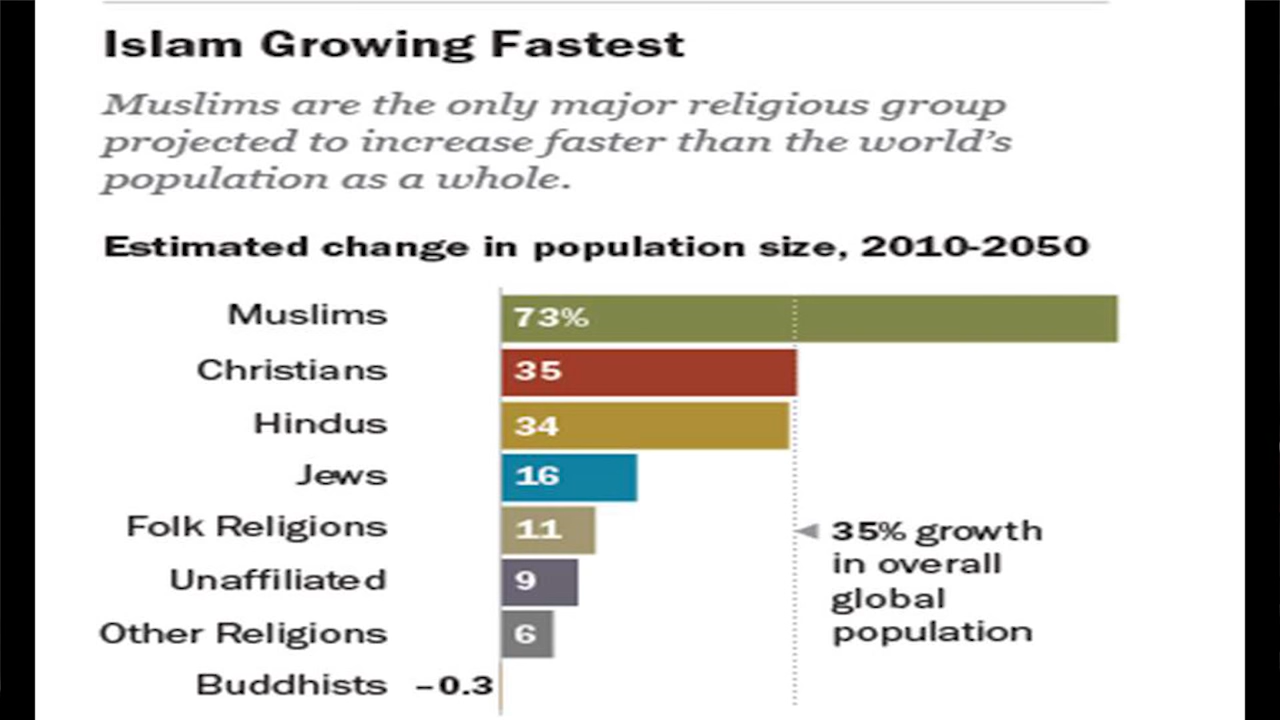 Islam Growing Fastest
Muslims are the only major religious group
projected to increase faster than the world's
population as a whole.
Estimated change in population size, 2010-2050
Muslims 73%
Christians 35
Hindus 34
Jews 16
Folk Religions 11
Unaffiliated 9
Other Religions 6
Buddhists –0.3
35% growth
in overall
global
population